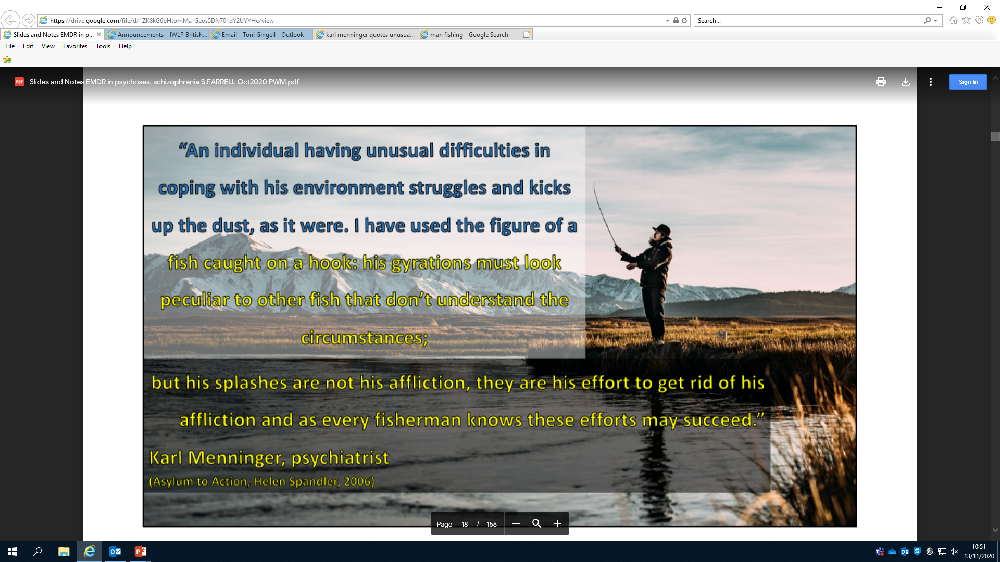 https://drive.google.com/file/d/1ZK8kG6bHtpmMa-Geos5DN701dY2UYYHe/view
Search...
Slides and Notes EMDR in p...
Announcements – IWLP British...
Email - Toni Gingell - Outlook
karl menninger quotes unusua...
man fishing - Google Search
File Edit View Favorites Tools Help
PDF
Slides and Notes EMDR in psychoses, schizophrenia S.FARRELL Oct2020 PWM.pdf
Sign In
“An individual having unusual difficulties in
coping with his environment struggles and kicks
up the dust, as it were. I have used the figure of a
fish caught on a hook: his gyrations must look
peculiar to other fish that don’t understand the
circumstances;
but his splashes are not his affliction, they are his effort to get rid of his
affliction and as every fisherman knows these efforts may succeed.”
Karl Menninger, psychiatrist
(Asylum to Action, Helen Spandler, 2006)
Page 18 / 156
10:51
13/11/2020